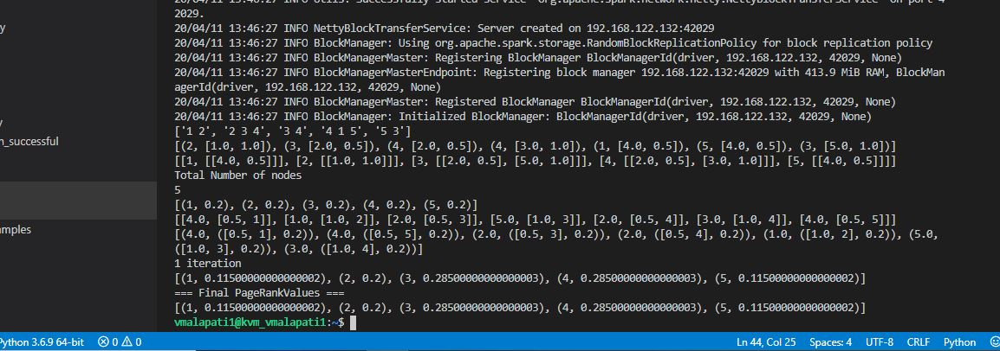 y
y
n_successful
amples
20/04/11 13:46:27 INFO Utils: Successfully started service 'org.apache.spark.network.netty.NettyBlockTransferService' on port 4
2029.
20/04/11 13:46:27 INFO NettyBlockTransferService: Server created on 192.168.122.132:42029
20/04/11 13:46:27 INFO BlockManager: Using org.apache.spark.storage.RandomBlockReplicationPolicy for block replication policy
20/04/11 13:46:27 INFO BlockManagerMaster: Registering BlockManager BlockManagerId(driver, 192.168.122.132, 42029, None)
20/04/11 13:46:27 INFO BlockManagerMasterEndpoint: Registering block manager 192.168.122.132:42029 with 413.9 MiB RAM, BlockMan
agerId(driver, 192.168.122.132, 42029, None)
20/04/11 13:46:27 INFO BlockManagerMaster: Registered BlockManager BlockManagerId(driver, 192.168.122.132, 42029, None)
20/04/11 13:46:27 INFO BlockManager: Initialized BlockManager: BlockManagerId(driver, 192.168.122.132, 42029, None)
['1 2', '2 3 4', '3 4', '4 1 5', '5 3']
[(2, [1.0, 1.0]), (3, [2.0, 0.5]), (4, [2.0, 0.5]), (4, [3.0, 1.0]), (1, [4.0, 0.5]), (5, [4.0, 0.5]), (3, [5.0, 1.0])]
[[1, [[4.0, 0.5]]], [2, [[1.0, 1.0]]], [3, [[2.0, 0.5], [5.0, 1.0]]], [4, [[2.0, 0.5], [3.0, 1.0]]], [5, [[4.0, 0.5]]]]
Total Number of nodes
5
[(1, 0.2), (2, 0.2), (3, 0.2), (4, 0.2), (5, 0.2)]
[[4.0, [0.5, 1]], [1.0, [1.0, 2]], [2.0, [0.5, 3]], [5.0, [1.0, 3]], [2.0, [0.5, 4]], [3.0, [1.0, 4]], [4.0, [0.5, 5]]]
[(4.0, ([0.5, 1], 0.2)), (4.0, ([0.5, 5], 0.2)), (2.0, ([0.5, 3], 0.2)), (2.0, ([0.5, 4], 0.2)), (1.0, ([1.0, 2], 0.2)), (5.0,
([1.0, 3], 0.2)), (3.0, ([1.0, 4], 0.2))]
1 iteration
[(1, 0.11500000000000002), (2, 0.2), (3, 0.28500000000000003), (4, 0.28500000000000003), (5, 0.11500000000000002)]
=== Final PageRankValues ===
[(1, 0.11500000000000002), (2, 0.2), (3, 0.28500000000000003), (4, 0.28500000000000003), (5, 0.11500000000000002)]
vmalapati1@kvm_vmalapati1:~$
Python 3.6.9 64-bit 0 0 Ln 44, Col 25 Spaces: 4 UTF-8 CRLF Python